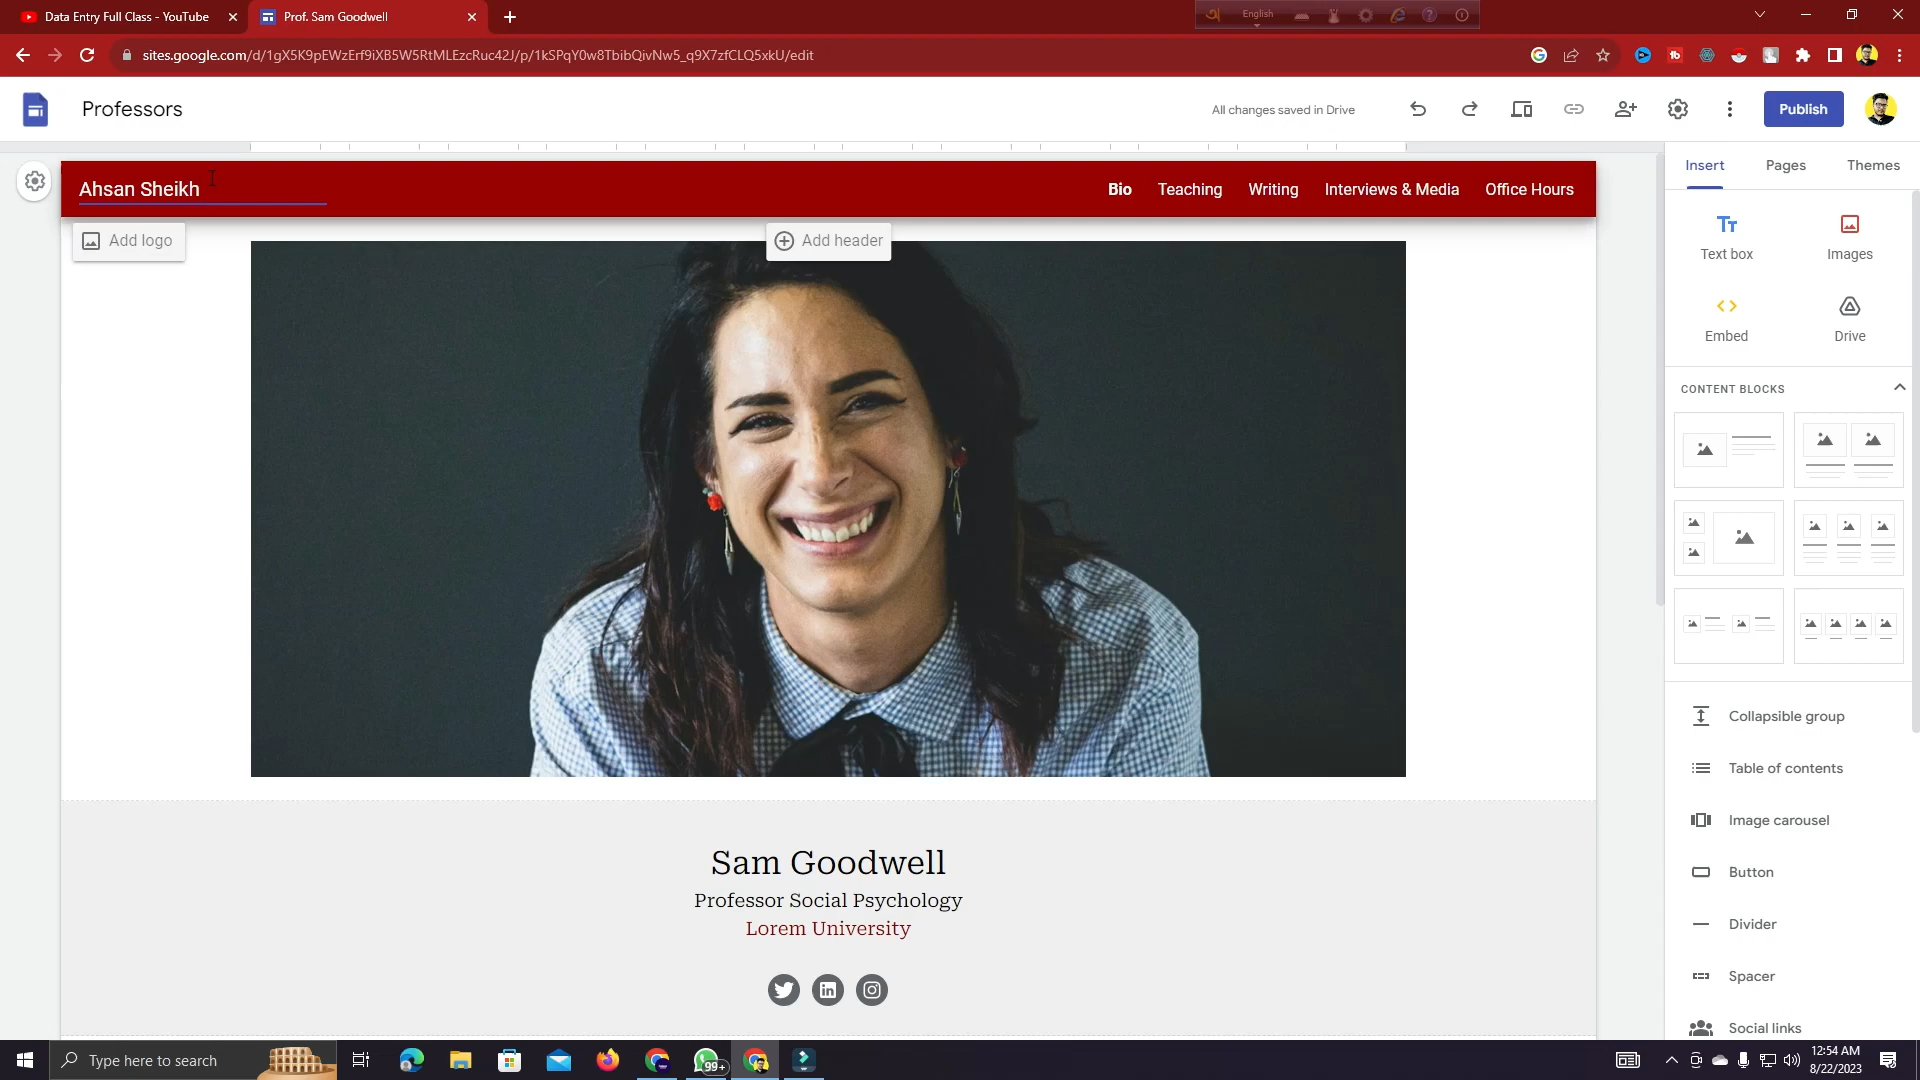 Data Entry Full Class - YouTube
Prof. Sam Goodwell
English
sites.google.com/d/1gX5K9pEWzErf9iXB5W5RtMLEzcRuc42J/p/1kSPqY0w8TbibQivNw5_q9X7zfCLQ5xkU/edit
Professors
All changes saved in Drive
Publish
Ahsan Sheikh
Bio
Teaching
Writing
Interviews & Media
Office Hours
Add logo
Add header
Insert
Pages
Themes
Text box
Images
Embed
Drive
CONTENT BLOCKS
Collapsible group
Table of contents
Image carousel
Button
Divider
Spacer
Social links
Sam Goodwell
Professor Social Psychology
Lorem University
Type here to search
99+
12:54 AM
8/22/2023